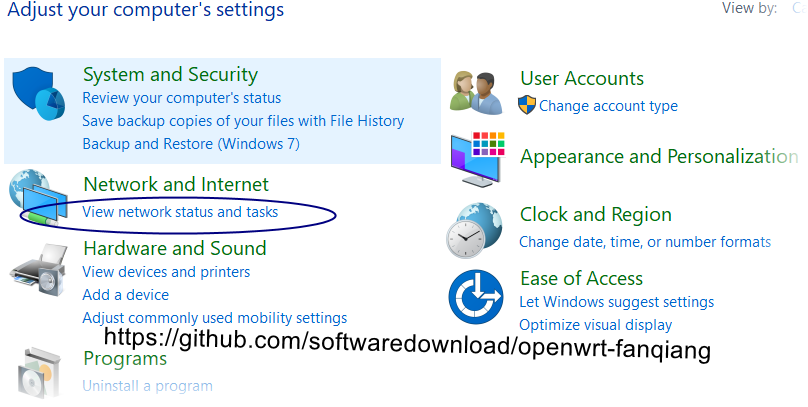 Adjust your computer's settings
View by:
System and Security
Review your computer's status
Save backup copies of your files with File History
Backup and Restore (Windows 7)
Network and Internet
View network status and tasks
Hardware and Sound
View devices and printers
Add a device
Adjust commonly used mobility settings
Programs
Uninstall a program
User Accounts
Change account type
Appearance and Personalization
Clock and Region
Change date, time, or number formats
Ease of Access
Let Windows suggest settings
Optimize visual display
https://github.com/softwaredownload/openwrt-fanqiang